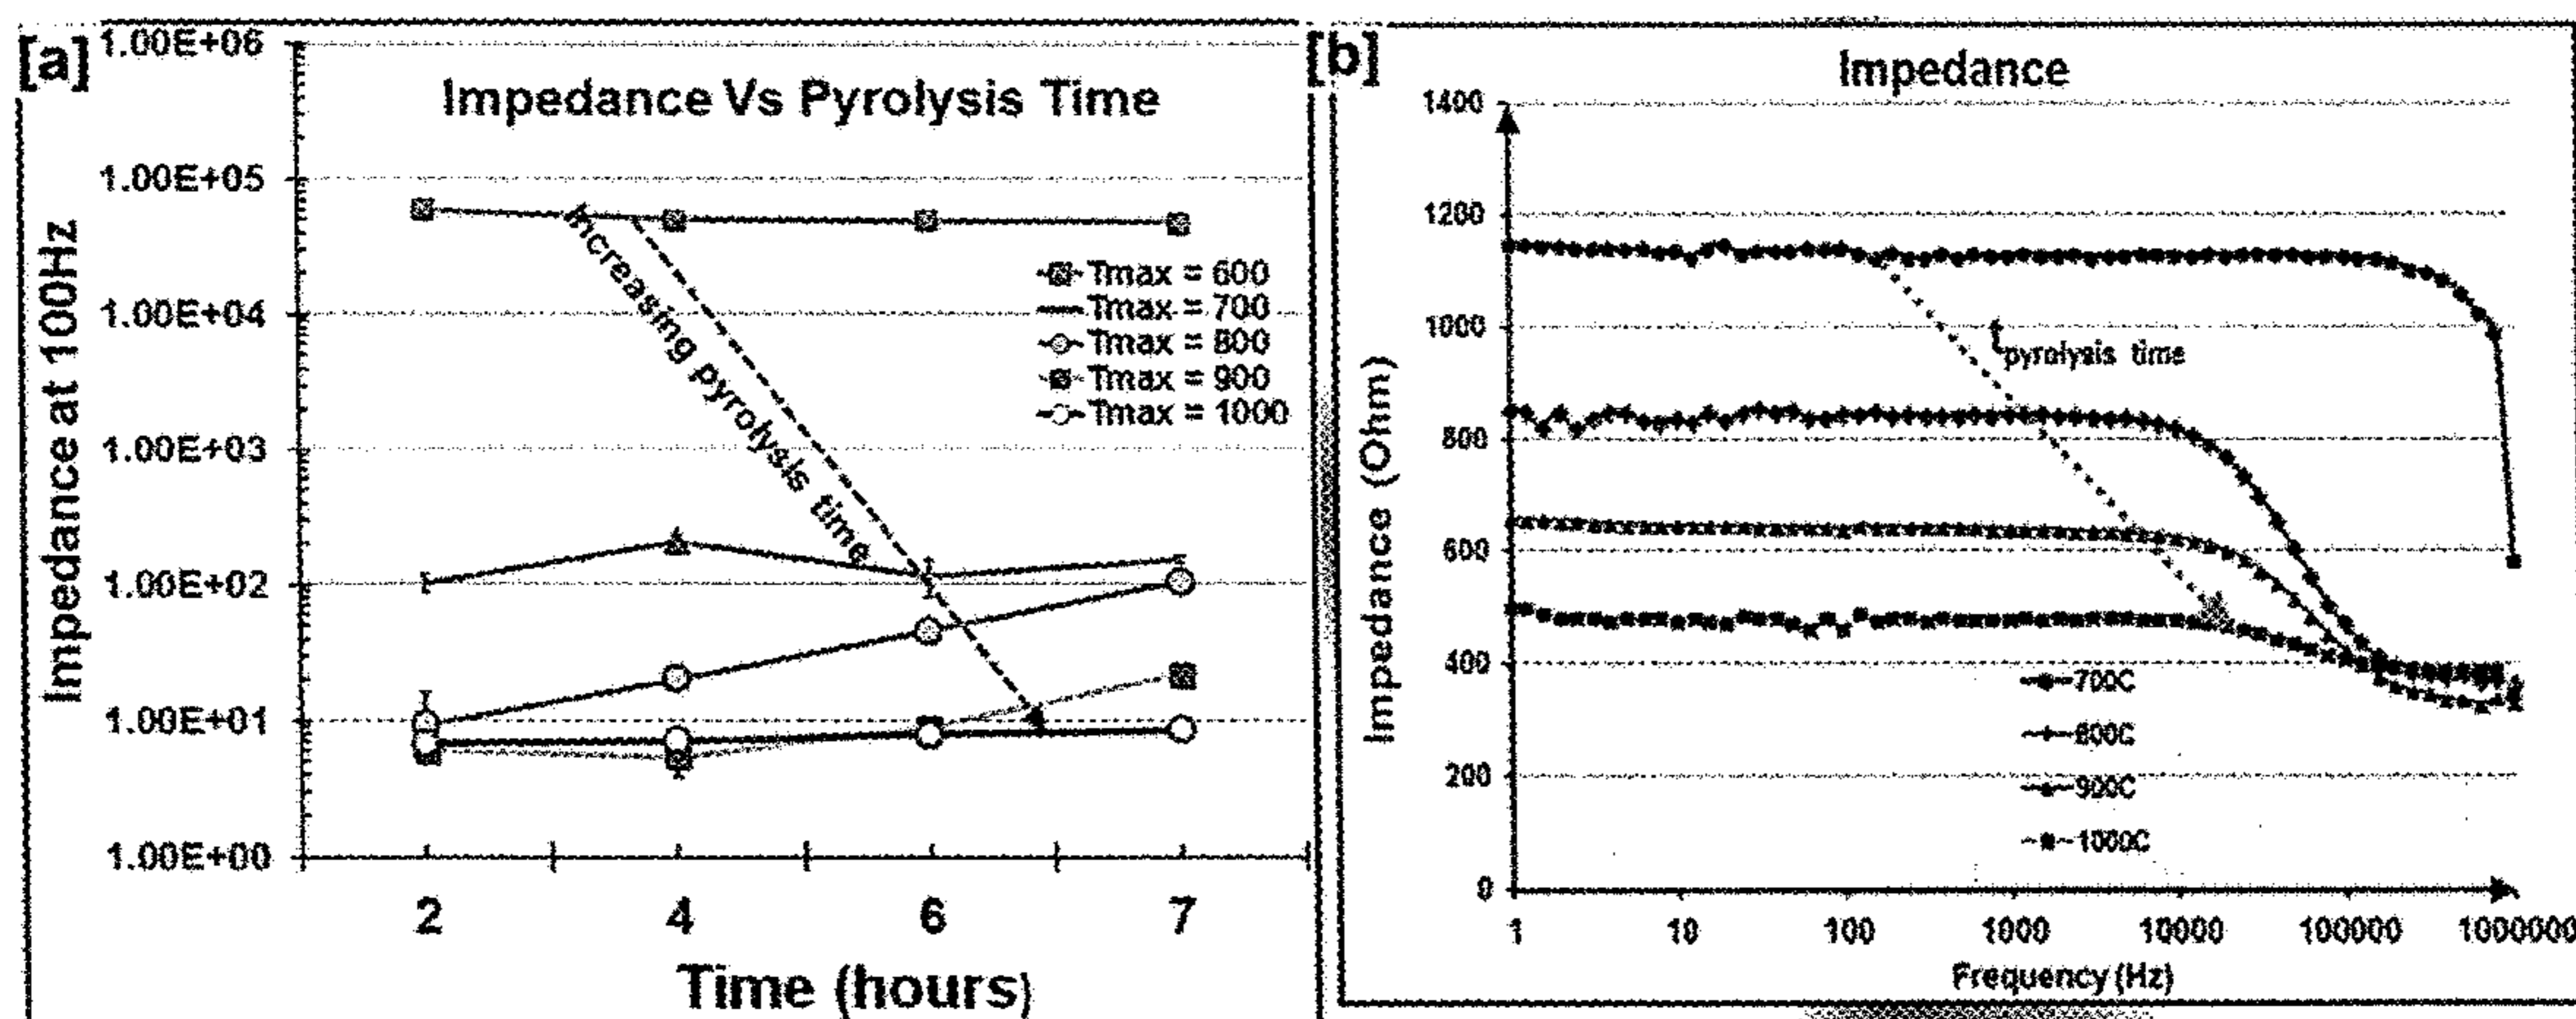 [a]
Impedance Vs Pyrolysis Time
1.00E+06
1.00E+05
1.00E+04
1.00E+03
1.00E+02
1.00E+01
1.00E+00
Impedance at 100Hz
Increasing pyrolysis time
Tmax = 600
Tmax = 700
Tmax = 800
Tmax = 900
Tmax = 1000
2 4 6 7
Time (hours)
[b]
Impedance
1400
1200
1000
800
600
400
200
0
Impedance (Ohm)
t pyrolysis time
700C
800C
900C
1000C
1 10 100 1000 10000 100000 1000000
Frequency (Hz)